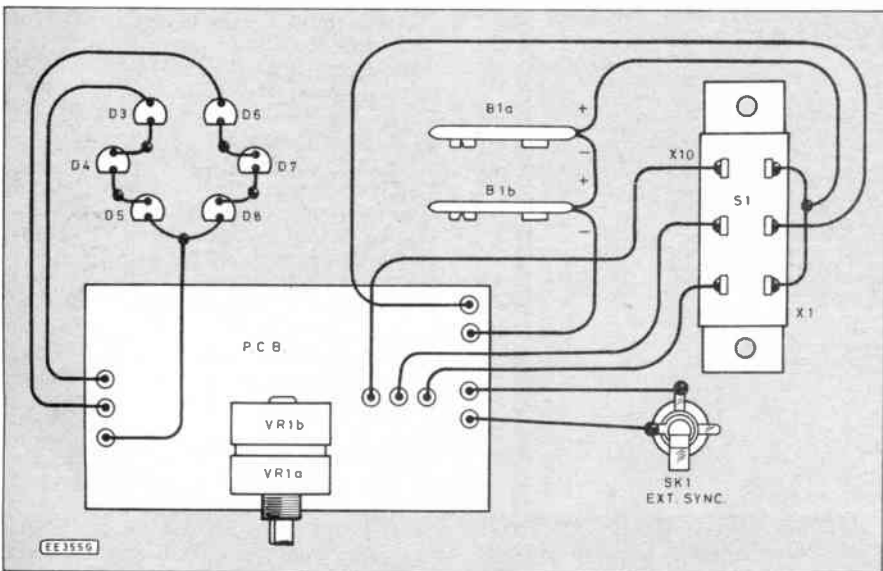 B1a
+
D3
D6
−
X10
D4
D7
+
B1b
S1
D5
D8
−
P.C.B.
X1
VR1b
VR1a
SK1
EXT. SYNC.
EE355G